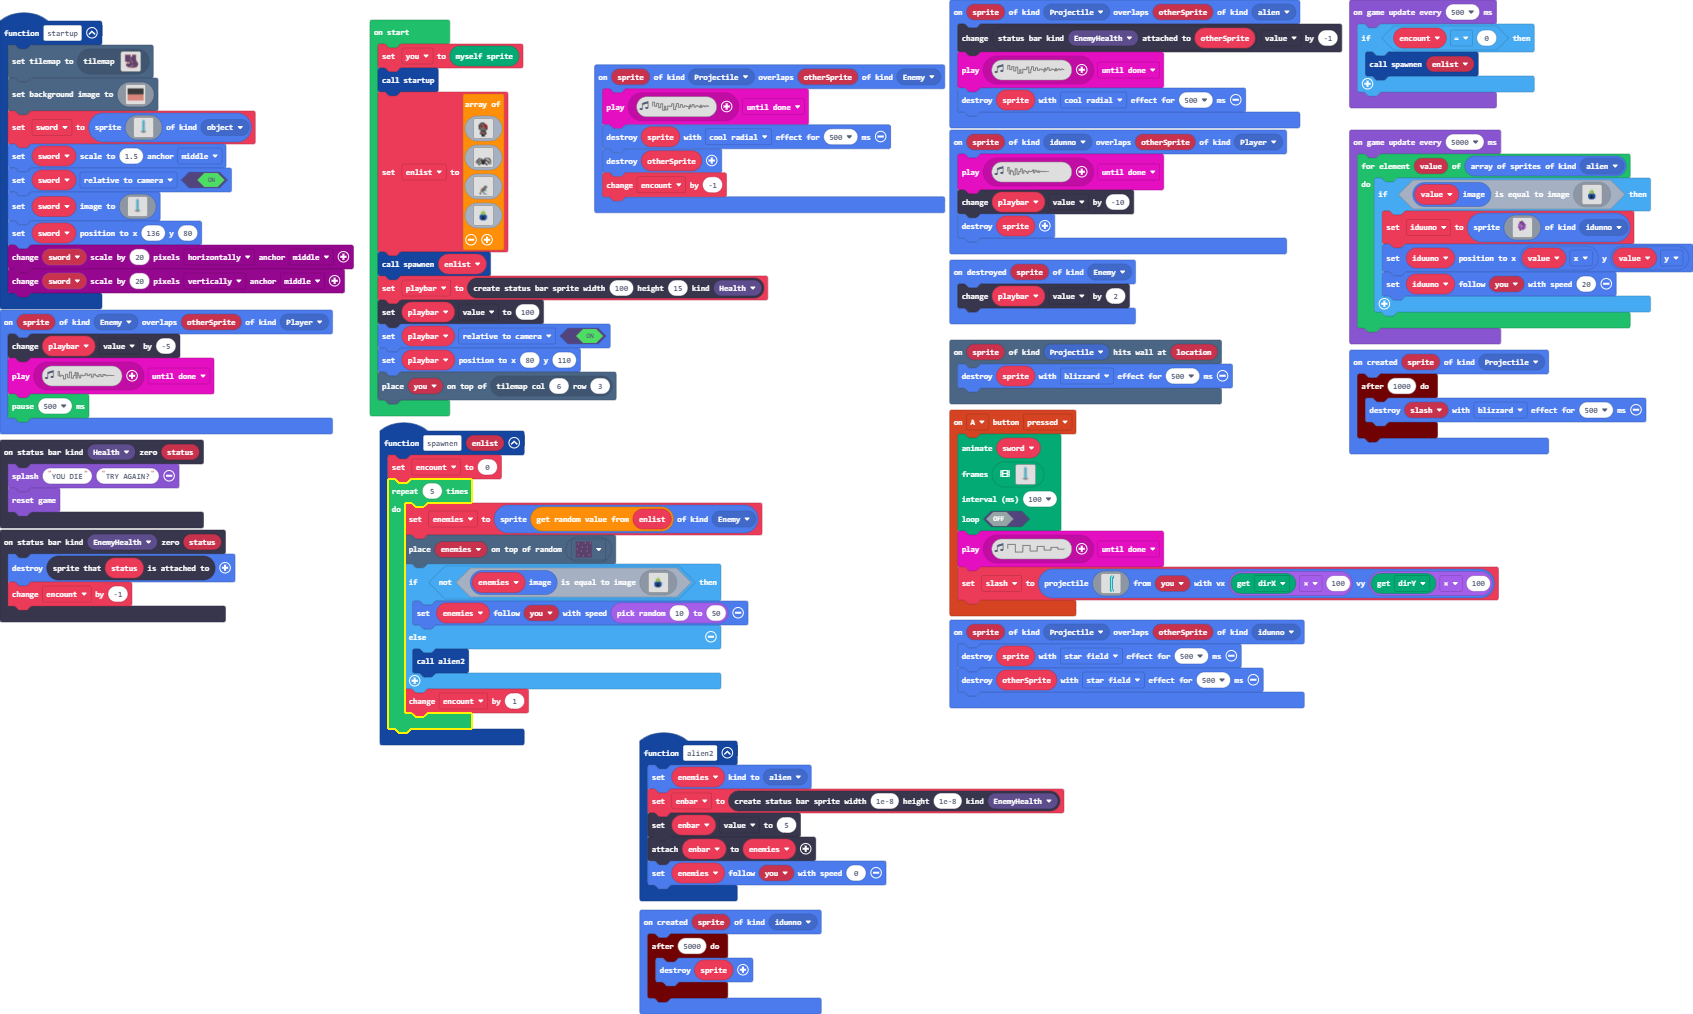 function startup
set tilemap to tilemap
set background image to
set sword to sprite of kind object
set sword scale to 1.5 anchor middle
set sword relative to camera ON
set sword image to
set sword position to x 136 y 80
change sword scale by 20 pixels horizontally anchor middle
change sword scale by 20 pixels vertically anchor middle
on sprite of kind Enemy overlaps otherSprite of kind Player
change playbar value by -5
play until done
pause 500 ms
on status bar kind Health zero status
splash "YOU DIE" "TRY AGAIN?"
reset game
on status bar kind EnemyHealth zero status
destroy sprite that status is attached to
change encount by -1
on start
set you to myself sprite
call startup
set enlist to array of
call spawnen enlist
set playbar to create status bar sprite width 100 height 15 kind Health
set playbar value to 100
set playbar relative to camera ON
set playbar position to x 80 y 110
place you on top of tilemap col 6 row 3
function spawnen enlist
set encount to 0
repeat 5 times
do
set enemies to sprite get random value from enlist of kind Enemy
place enemies on top of random
if not enemies image is equal to image then
set enemies follow you with speed pick random 10 to 50
else
call alien2
change encount by 1
on sprite of kind Projectile overlaps otherSprite of kind Enemy
play until done
destroy sprite with cool radial effect for 500 ms
destroy otherSprite
change encount by -1
function alien2
set enemies kind to alien
set enbar to create status bar sprite width 1e-8 height 1e-8 kind EnemyHealth
set enbar value to 5
attach enbar to enemies
set enemies follow you with speed 0
on created sprite of kind idunno
after 5000 do
destroy sprite
on sprite of kind Projectile overlaps otherSprite of kind alien
change status bar kind EnemyHealth attached to otherSprite value by -1
play until done
destroy sprite with cool radial effect for 500 ms
on sprite of kind idunno overlaps otherSprite of kind Player
play until done
change playbar value by -10
destroy sprite
on destroyed sprite of kind Enemy
change playbar value by 2
on sprite of kind Projectile hits wall at location
destroy sprite with blizzard effect for 500 ms
on A button pressed
animate sword
frames
interval (ms) 100
loop OFF
play until done
set slash to projectile from you with vx get dirX × 100 vy get dirY × 100
on sprite of kind Projectile overlaps otherSprite of kind idunno
destroy sprite with star field effect for 500 ms
destroy otherSprite with star field effect for 500 ms
on game update every 500 ms
if encount = 0 then
call spawnen enlist
on game update every 5000 ms
for element value of array of sprites of kind alien
do
if value image is equal to image then
set iduuno to sprite of kind idunno
set iduuno position to x value x y value y
set iduuno follow you with speed 20
on created sprite of kind Projectile
after 1000 do
destroy slash with blizzard effect for 500 ms